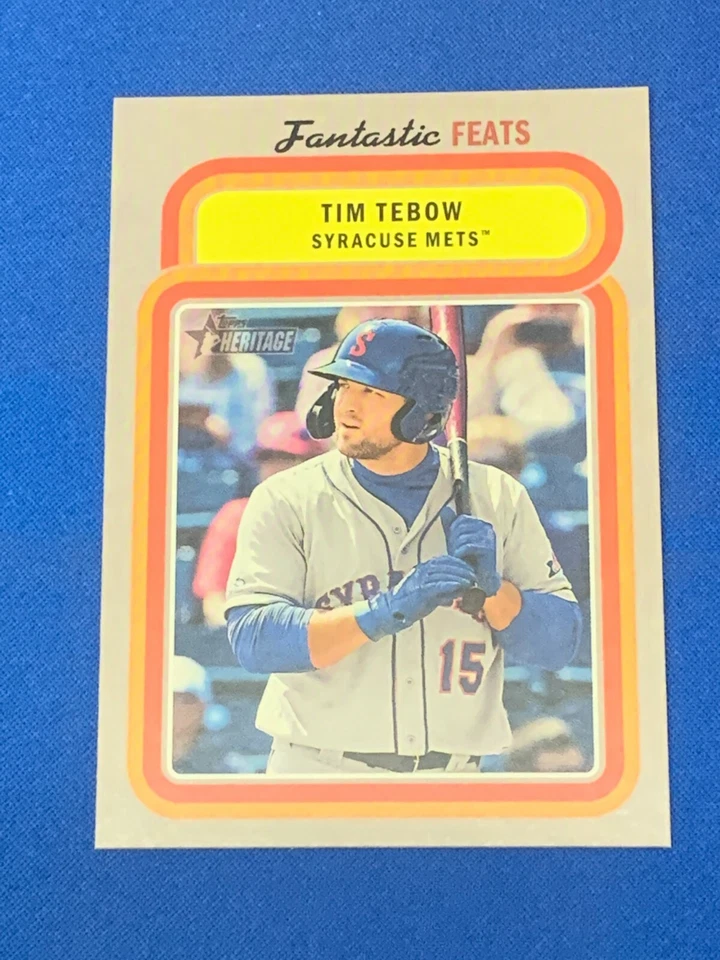 Fantastic FEATS
TIM TEBOW
SYRACUSE METS™
Topps
HERITAGE
S
15